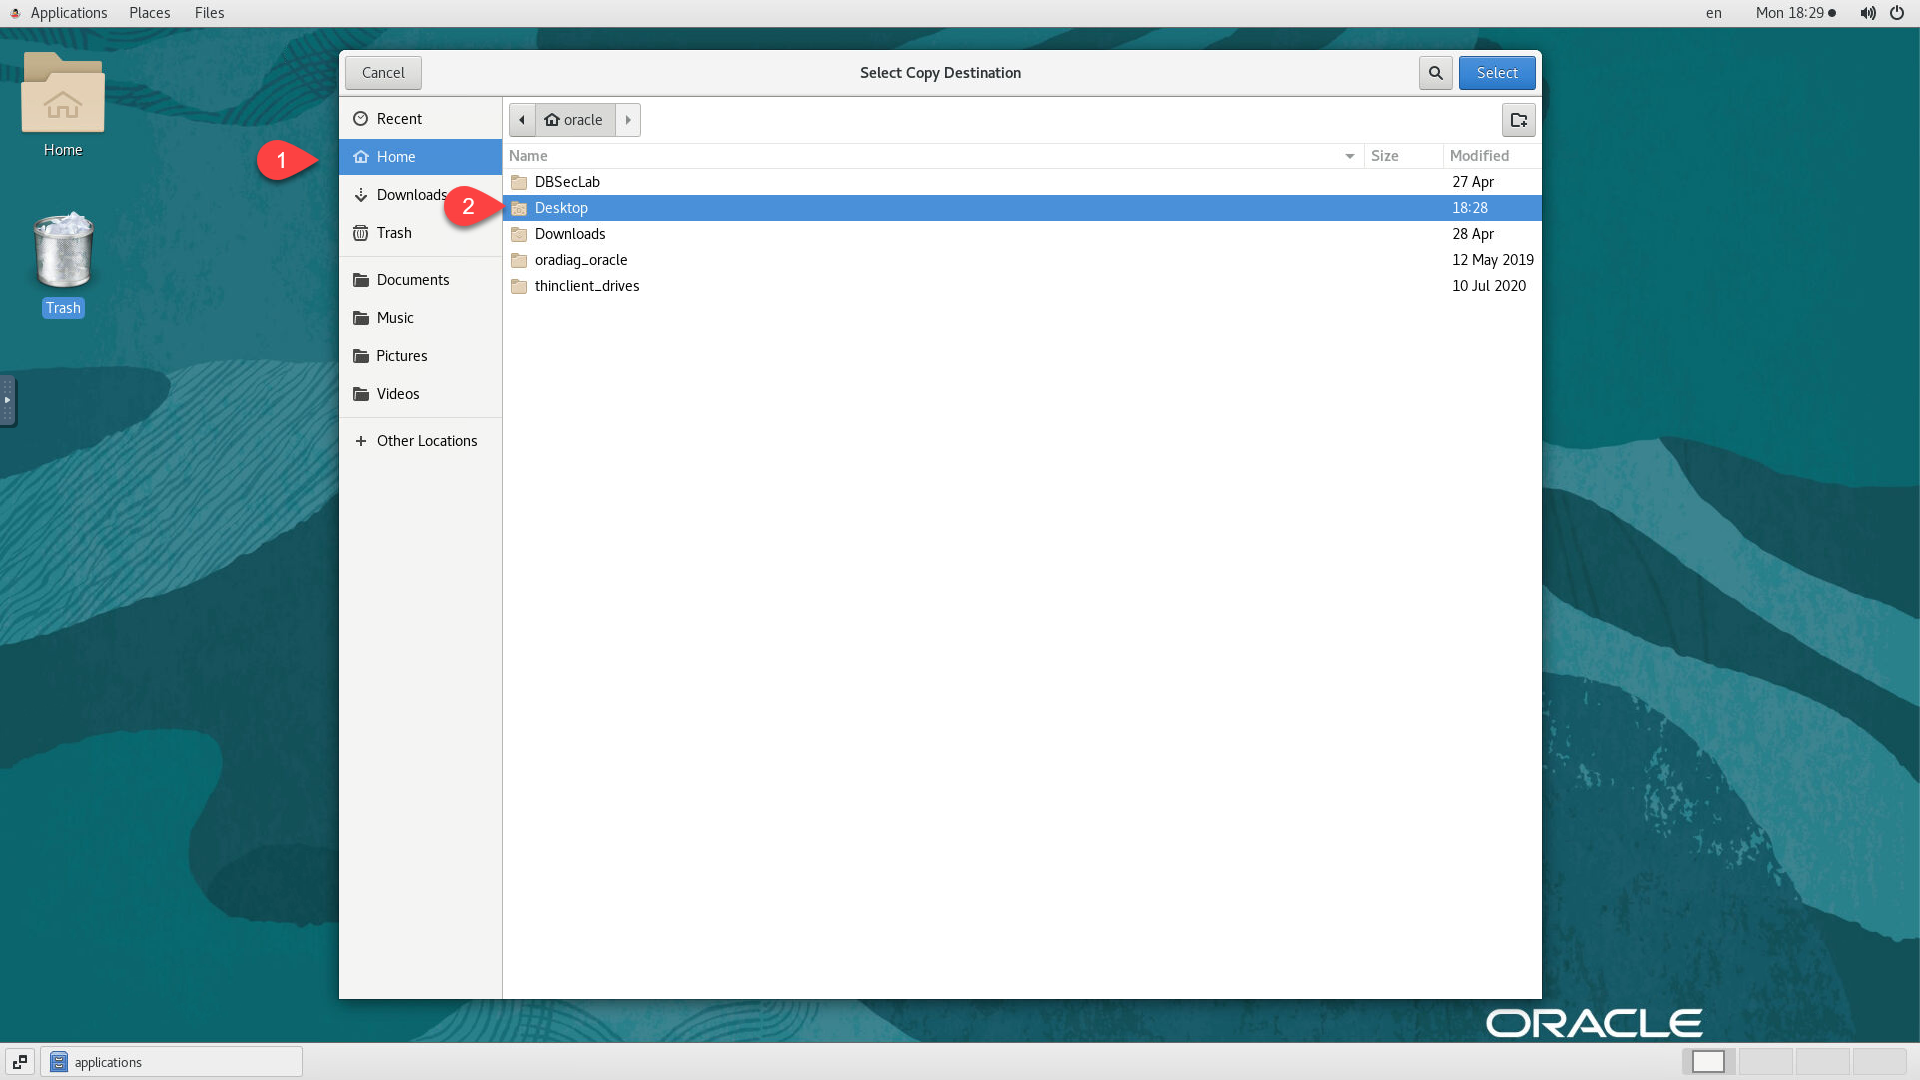 Applications Places Files en Mon 18:29
Home
Trash
Cancel Select Copy Destination Select
1
2
Recent
Home
Downloads
Trash
Documents
Music
Pictures
Videos
Other Locations
oracle
Name Size Modified
DBSecLab 27 Apr
Desktop 18:28
Downloads 28 Apr
oradiag_oracle 12 May 2019
thinclient_drives 10 Jul 2020
ORACLE
applications